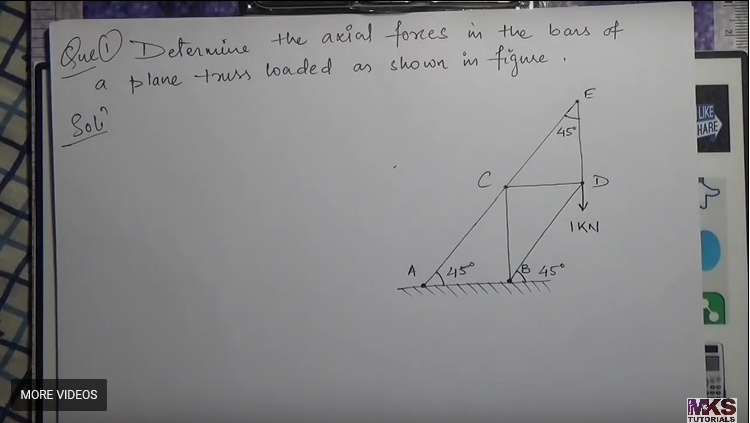 Que① Determine the axial forces in the bars of
a plane truss loaded as shown in figure.
Solⁿ
E
45°
C
D
1KN
A 45°
B 45°
LIKE
SHARE
MORE VIDEOS
MKS
TUTORIALS